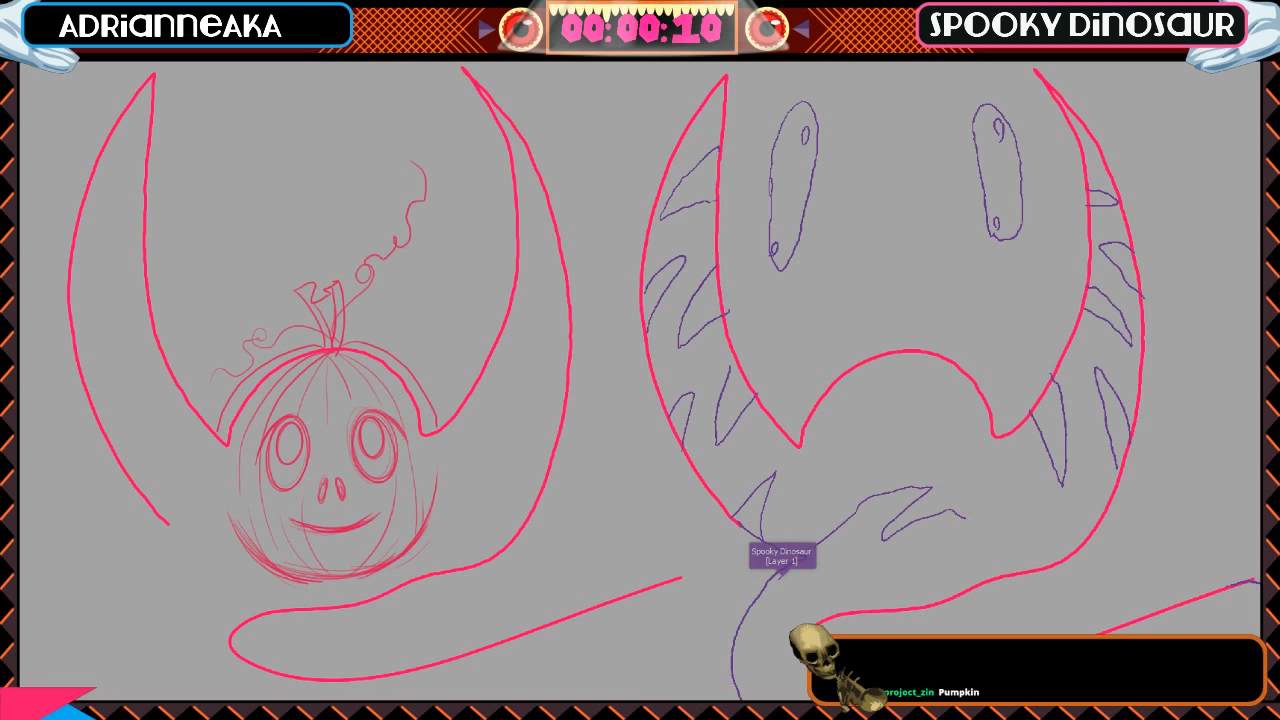 ADRIANNEAKA
00:00:10
SPOOKY DINOSAUR
Spooky Dinosaur
[Layer 1]
project_zin Pumpkin